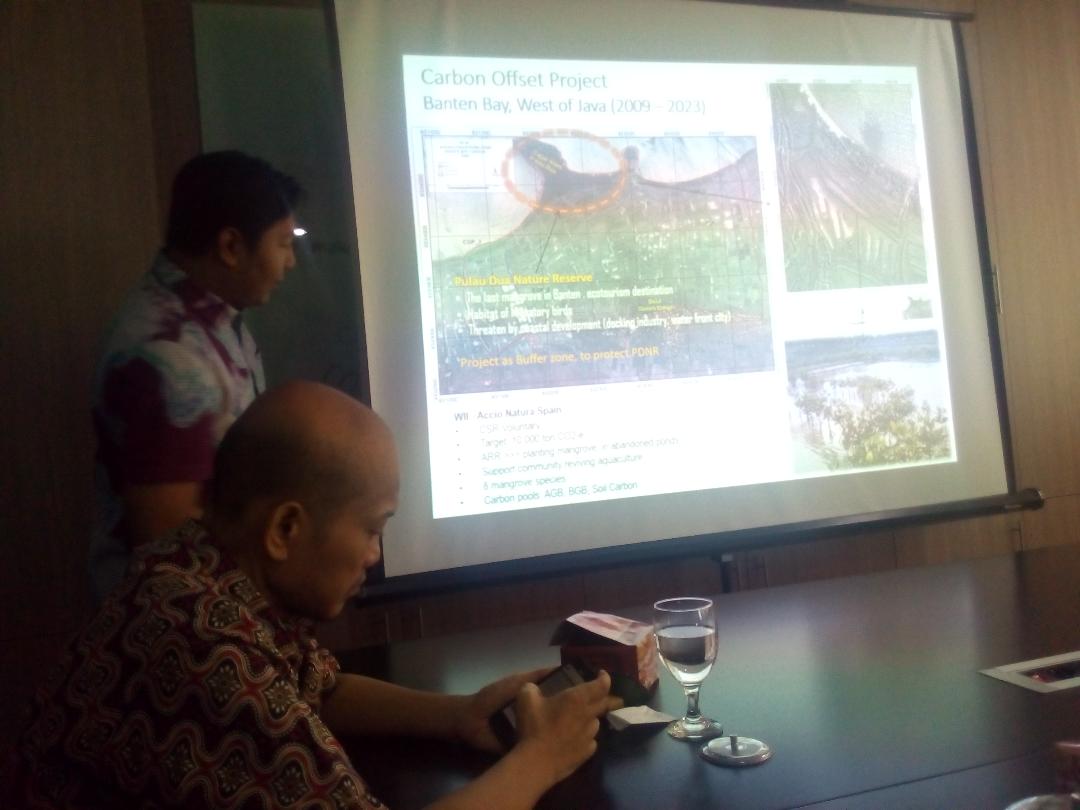 Carbon Offset Project
Banten Bay, West of Java (2009 – 2023)
Pulau Dua Nature Reserve
The last mangrove in Banten , ecotourism destination
Habitat of migratory birds
Threaten by coastal development (docking industry, water front city)
*Project as Buffer zone, to protect PDNR
WII - Accio Natura Spain
CSR voluntary
Target: 10.000 ton CO2-e
ARR >>> planting mangrove, in abandoned ponds
Support community reviving aquaculture
6 mangrove species
Carbon pools: AGB, BGB, Soil Carbon